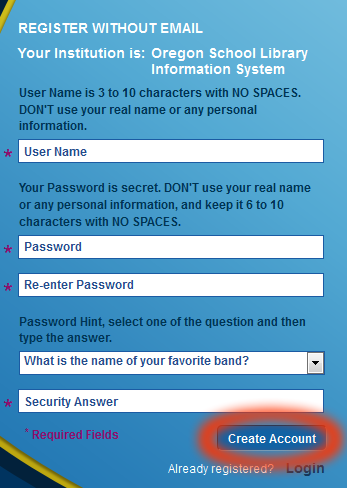 REGISTER WITHOUT EMAIL
Your Institution is: Oregon School Library
Information System
User Name is 3 to 10 characters with NO SPACES.
DON'T use your real name or any personal
information.
* User Name
Your Password is secret. DON'T use your real name
or any personal information, and keep it 6 to 10
characters with NO SPACES.
* Password
* Re-enter Password
Password Hint, select one of the question and then
type the answer.
What is the name of your favorite band?
* Security Answer
* Required Fields Create Account
Already registered? Login